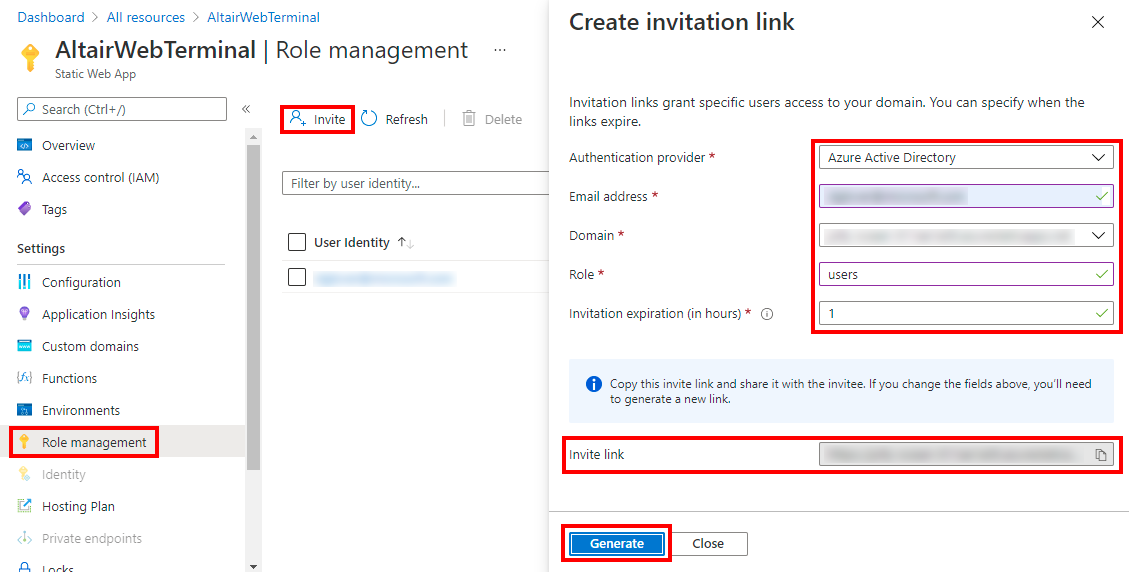 Dashboard > All resources > AltairWebTerminal
AltairWebTerminal | Role management ...
Static Web App
Search (Ctrl+/)
«
Overview
Access control (IAM)
Tags
Settings
Configuration
Application Insights
Custom domains
Functions
Environments
Role management
Identity
Hosting Plan
Private endpoints
Locks
Invite
Refresh
Delete
Filter by user identity...
User Identity ↑↓
Create invitation link
Invitation links grant specific users access to your domain. You can specify when the
links expire.
Authentication provider *
Azure Active Directory
Email address *
Domain *
Role *
users
Invitation expiration (in hours) *
1
Copy this invite link and share it with the invitee. If you change the fields above, you'll need
to generate a new link.
Invite link
Generate
Close